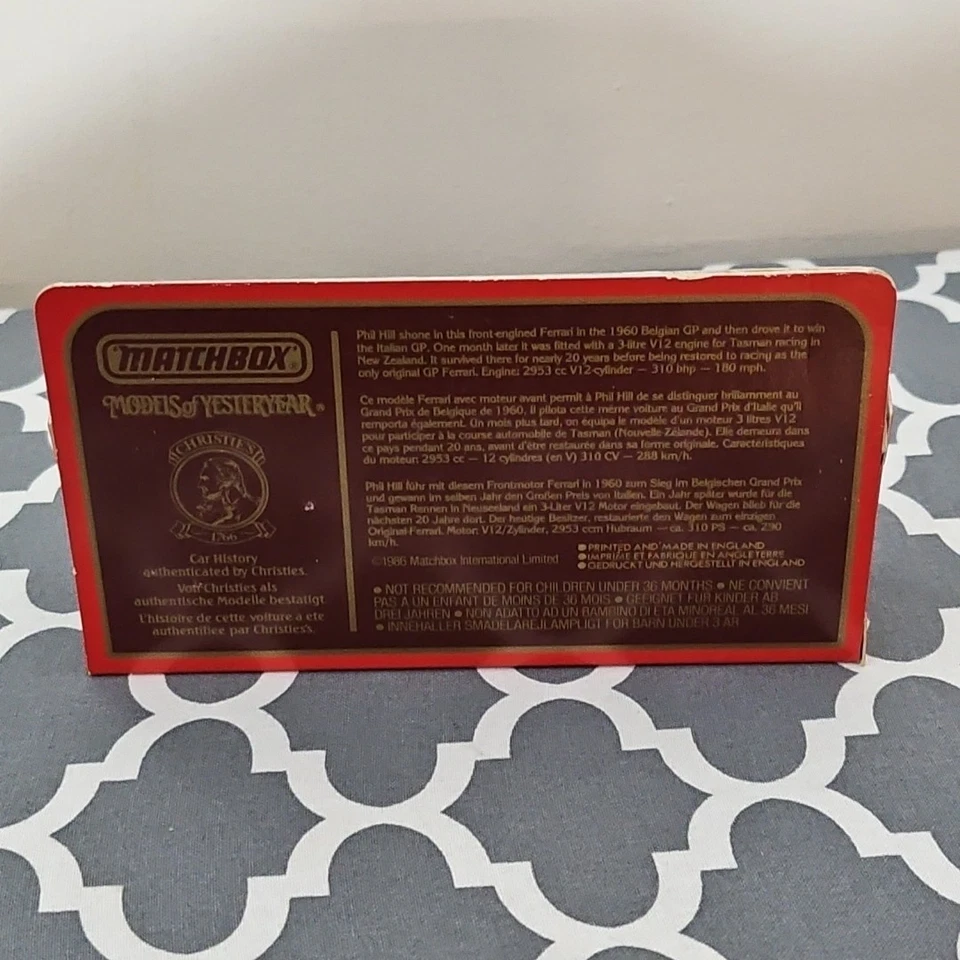 MATCHBOX
MODELS of YESTERYEAR
CHRISTIE'S
1766
Car History
authenticated by Christies.
Von Christies als
authentische Modelle bestatigt
L'histoire de cette voiture a ete
authentifiee par Christies.
Phil Hill shone in this front-engined Ferrari in the 1960 Belgian GP and then drove it to win
the Italian GP. One month later it was fitted with a 3-litre V12 engine for Tasman racing in
New Zealand. It survived there for nearly 20 years before being restored to racing as the
only original GP Ferrari. Engine: 2953 cc V12-cylinder — 310 bhp — 180 mph.
Ce modéle Ferrari avec moteur avant permit á Phil Hill de se distinguer brillamment au
Grand Prix de Belgique de 1960. Il pilota cette méme voiture au Grand Prix d'Italie qu'il
remporta également. Un mois plus tard, on équipa le modéle d'un moteur 3 litres V12
pour participer à la course automobile de Tasman (Nouvelle-Zélande). Elle demeura dans
ce pays pendant 20 ans, avant d'être restaurée dans sa forme originale. Caractéristiques
du moteur: 2953 cc — 12 cylindres (en V) 310 CV — 288 km/h.
Phil Hill führ mit diesem Frontmotor Ferrari in 1960 zum Sieg im Belgischen Grand Prix
und gewann im selben Jahr den Großen Preis von Italien. Ein Jahr später wurde für die
Tasman Rennen in Neuseeland ein 3-Liter V12 Motor eingebaut. Der Wagen blieb für die
nächsten 20 Jahre dort. Der heutige Besitzer, restaurierte den Wagen zum einzigen
Original-Ferrari. Motor: V12/Zylinder, 2953 ccm Hubraum — ca. 310 PS — ca. 290
km/h.
©1986 Matchbox International Limited
● PRINTED AND MADE IN ENGLAND
● IMPRIME ET FABRIQUE EN ANGLETERRE
● GEDRUCKT UND HERGESTELLT IN ENGLAND
● NOT RECOMMENDED FOR CHILDREN UNDER 36 MONTHS ● NE CONVIENT
PAS A UN ENFANT DE MOINS DE 36 MOIS ● GEEIGNET FUR KINDER AB
DREI JAHREN ● NON ADATTO AD UN BAMBINO DI ETA MINORE AL 36 MESI
● INNEHALLER SMADELAR EJ LAMPLIGT FOR BARN UNDER 3 AR